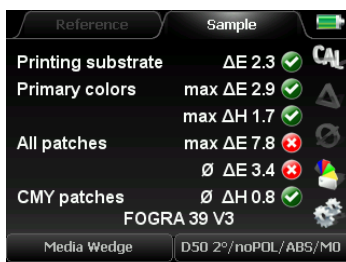 Reference Sample
Printing substrate ΔE 2.3
CAL
Primary colors max ΔE 2.9
max ΔH 1.7
All patches max ΔE 7.8
Ø ΔE 3.4
CMY patches Ø ΔH 0.8
FOGRA 39 V3
Media Wedge D50 2°/noPOL/ABS/M0